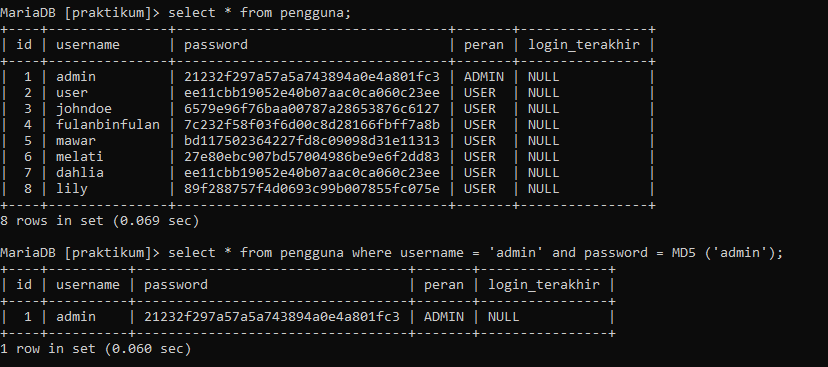 MariaDB [praktikum]> select * from pengguna;
+----+---------------+----------------------------------+-------+----------------+
| id | username      | password                         | peran | login_terakhir |
+----+---------------+----------------------------------+-------+----------------+
|  1 | admin         | 21232f297a57a5a743894a0e4a801fc3 | ADMIN | NULL           |
|  2 | user          | ee11cbb19052e40b07aac0ca060c23ee | USER  | NULL           |
|  3 | johndoe       | 6579e96f76baa00787a28653876c6127 | USER  | NULL           |
|  4 | fulanbinfulan | 7c232f58f03f6d00c8d28166fbff7a8b | USER  | NULL           |
|  5 | mawar         | bd117502364227fd8c09098d31e11313 | USER  | NULL           |
|  6 | melati        | 27e80ebc907bd57004986be9e6f2dd83 | USER  | NULL           |
|  7 | dahlia        | ee11cbb19052e40b07aac0ca060c23ee | USER  | NULL           |
|  8 | lily          | 89f288757f4d0693c99b007855fc075e | USER  | NULL           |
+----+---------------+----------------------------------+-------+----------------+
8 rows in set (0.069 sec)
MariaDB [praktikum]> select * from pengguna where username = 'admin' and password = MD5 ('admin');
+----+----------+----------------------------------+-------+----------------+
| id | username | password                         | peran | login_terakhir |
+----+----------+----------------------------------+-------+----------------+
|  1 | admin    | 21232f297a57a5a743894a0e4a801fc3 | ADMIN | NULL           |
+----+----------+----------------------------------+-------+----------------+
1 row in set (0.060 sec)